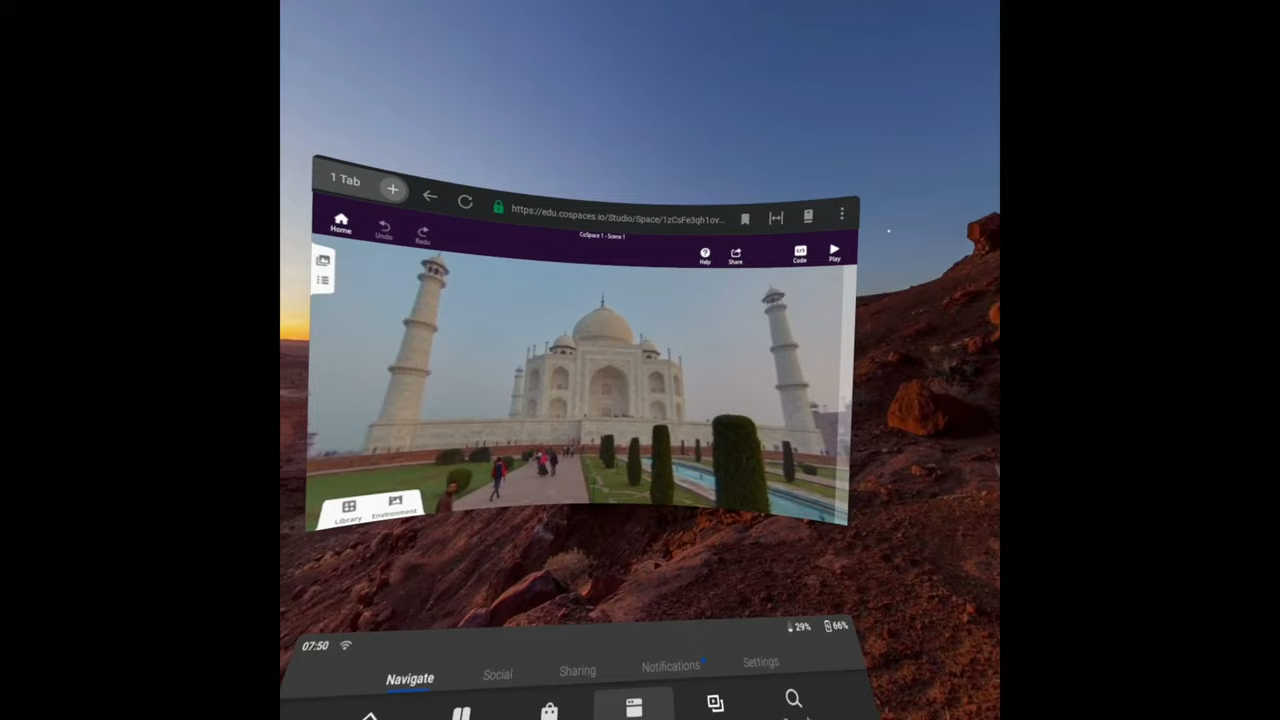 1 Tab
https://edu.cospaces.io/Studio/Space/1zCsFe3qh1ov...
Home
Undo
Redo
CoSpace 1 - Scene 1
Help
Share
Code
Play
Library
Environment
07:50
29%
66%
Navigate
Social
Sharing
Notifications
Settings